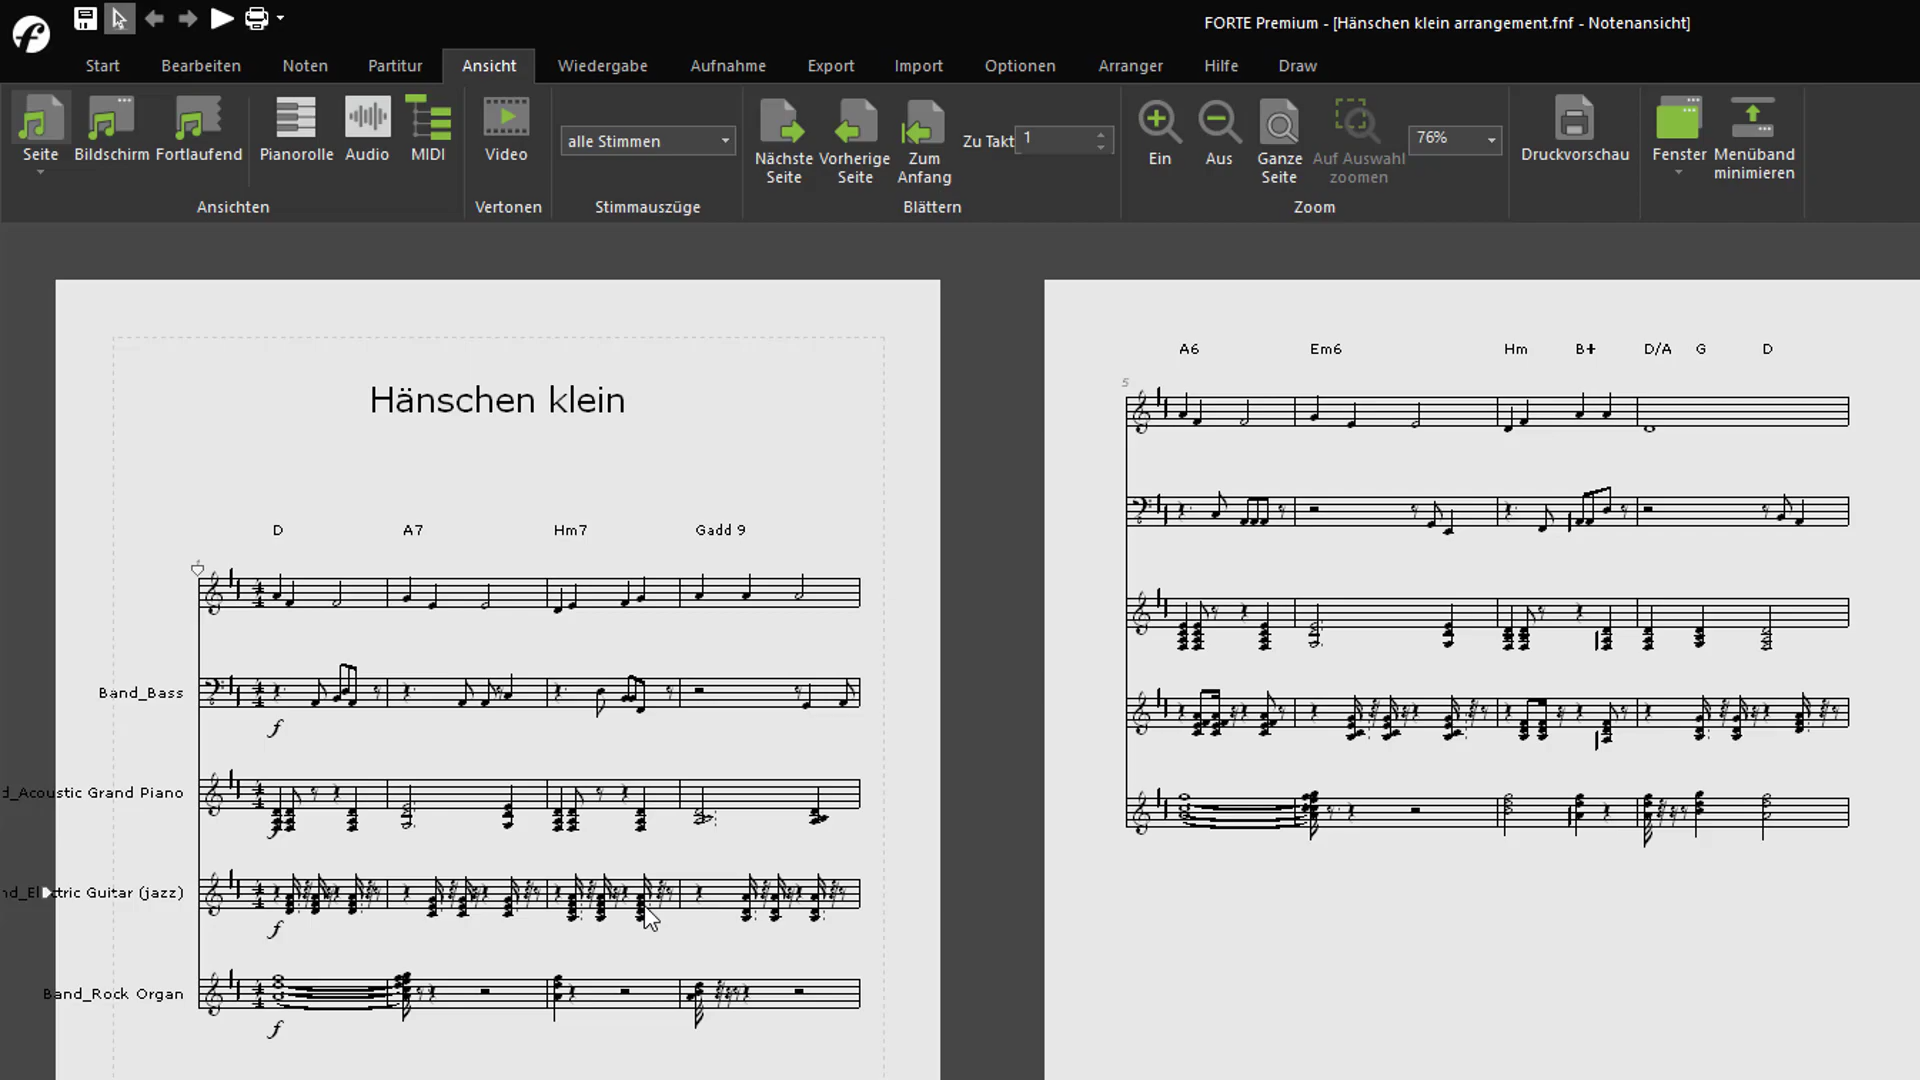 FORTE Premium - [Hänschen klein arrangement.fnf - Notenansicht]
Start Bearbeiten Noten Partitur Ansicht Wiedergabe Aufnahme Export Import Optionen Arranger Hilfe Draw
Seite Bildschirm Fortlaufend Pianorolle Audio MIDI
Ansichten
Video
Vertonen
alle Stimmen
Stimmauszüge
Nächste Seite
Vorherige Seite
Zum Anfang
Zu Takt 1
Blättern
Ein
Aus
Ganze Seite
Auf Auswahl zoomen
76%
Zoom
Druckvorschau
Fenster
Menüband minimieren
Hänschen klein
D A7 Hm7 Gadd 9
Band_Bass
f
d_Acoustic Grand Piano
f
Guitar (jazz)
f
Band_Rock Organ
f
A6 Em6 Hm B+ D/A G D
5